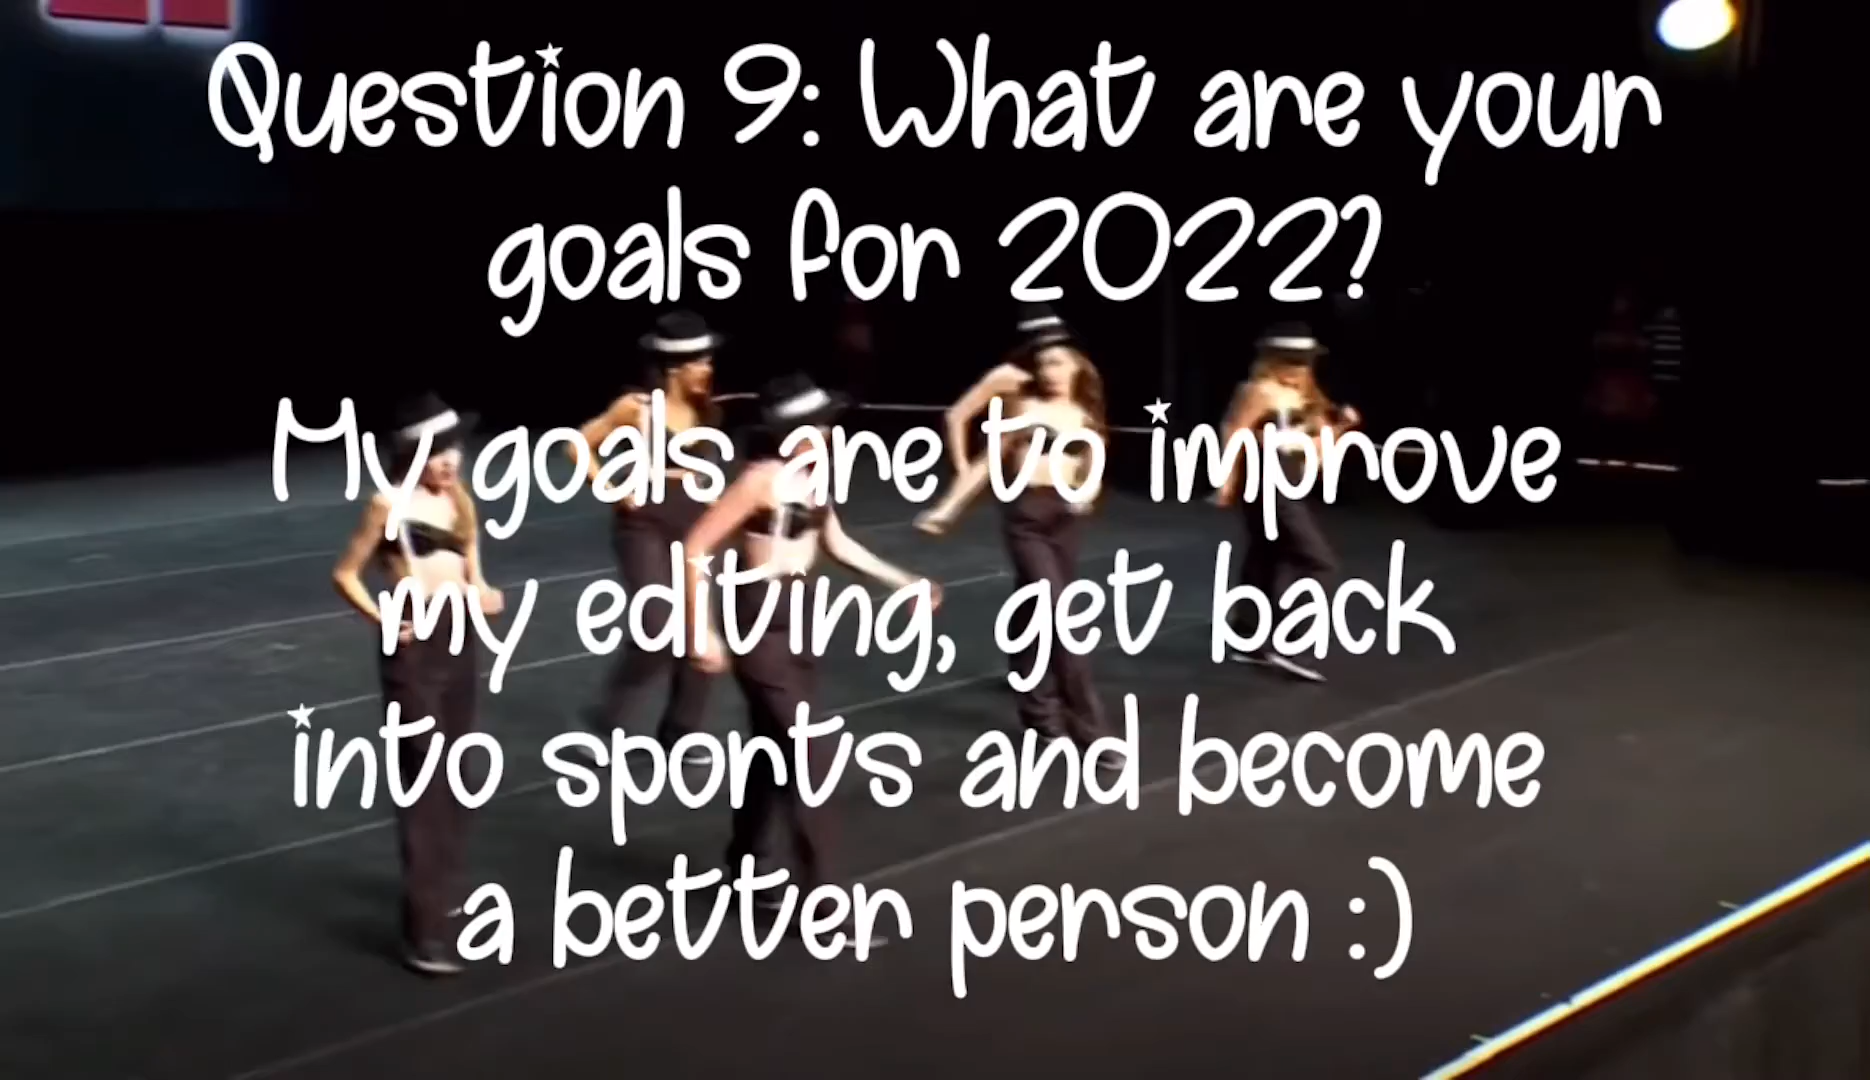 Question 9: What are your
goals for 2022?
My goals are to improve
my editing, get back
into sports and become
a better person :)